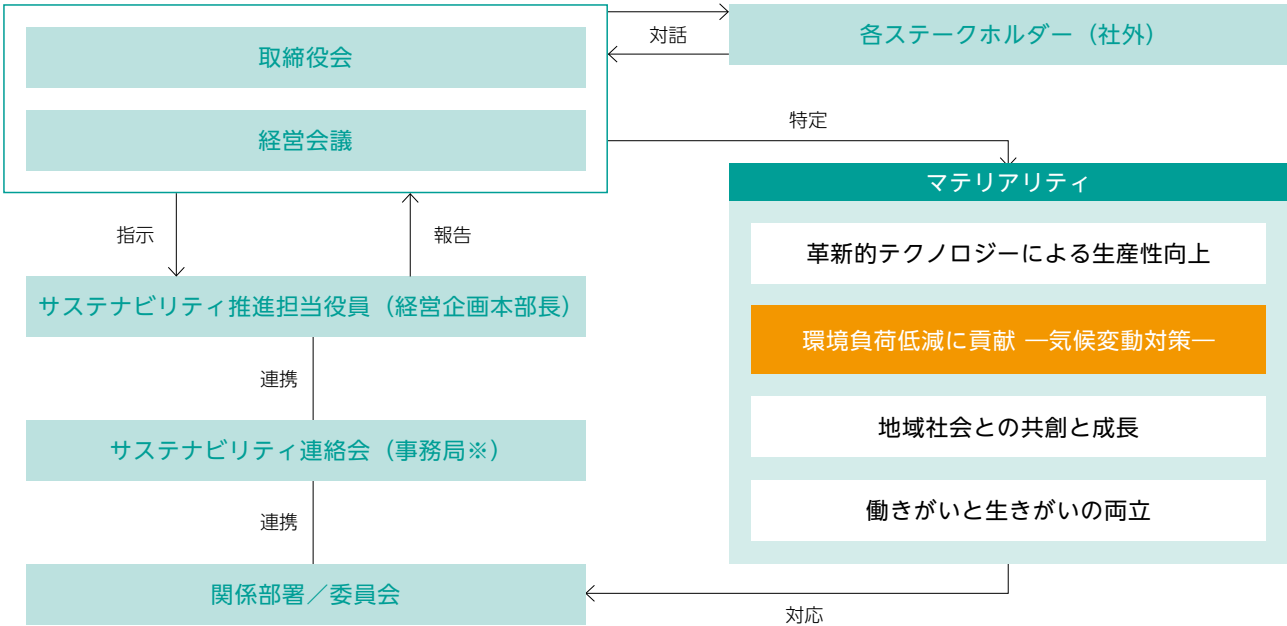 取締役会
経営会議
対話
各ステークホルダー（社外）
特定
指示
報告
サステナビリティ推進担当役員（経営企画本部長）
連携
サステナビリティ連絡会（事務局※）
連携
関係部署／委員会
マテリアリティ
革新的テクノロジーによる生産性向上
環境負荷低減に貢献 ―気候変動対策―
地域社会との共創と成長
働きがいと生きがいの両立
対応